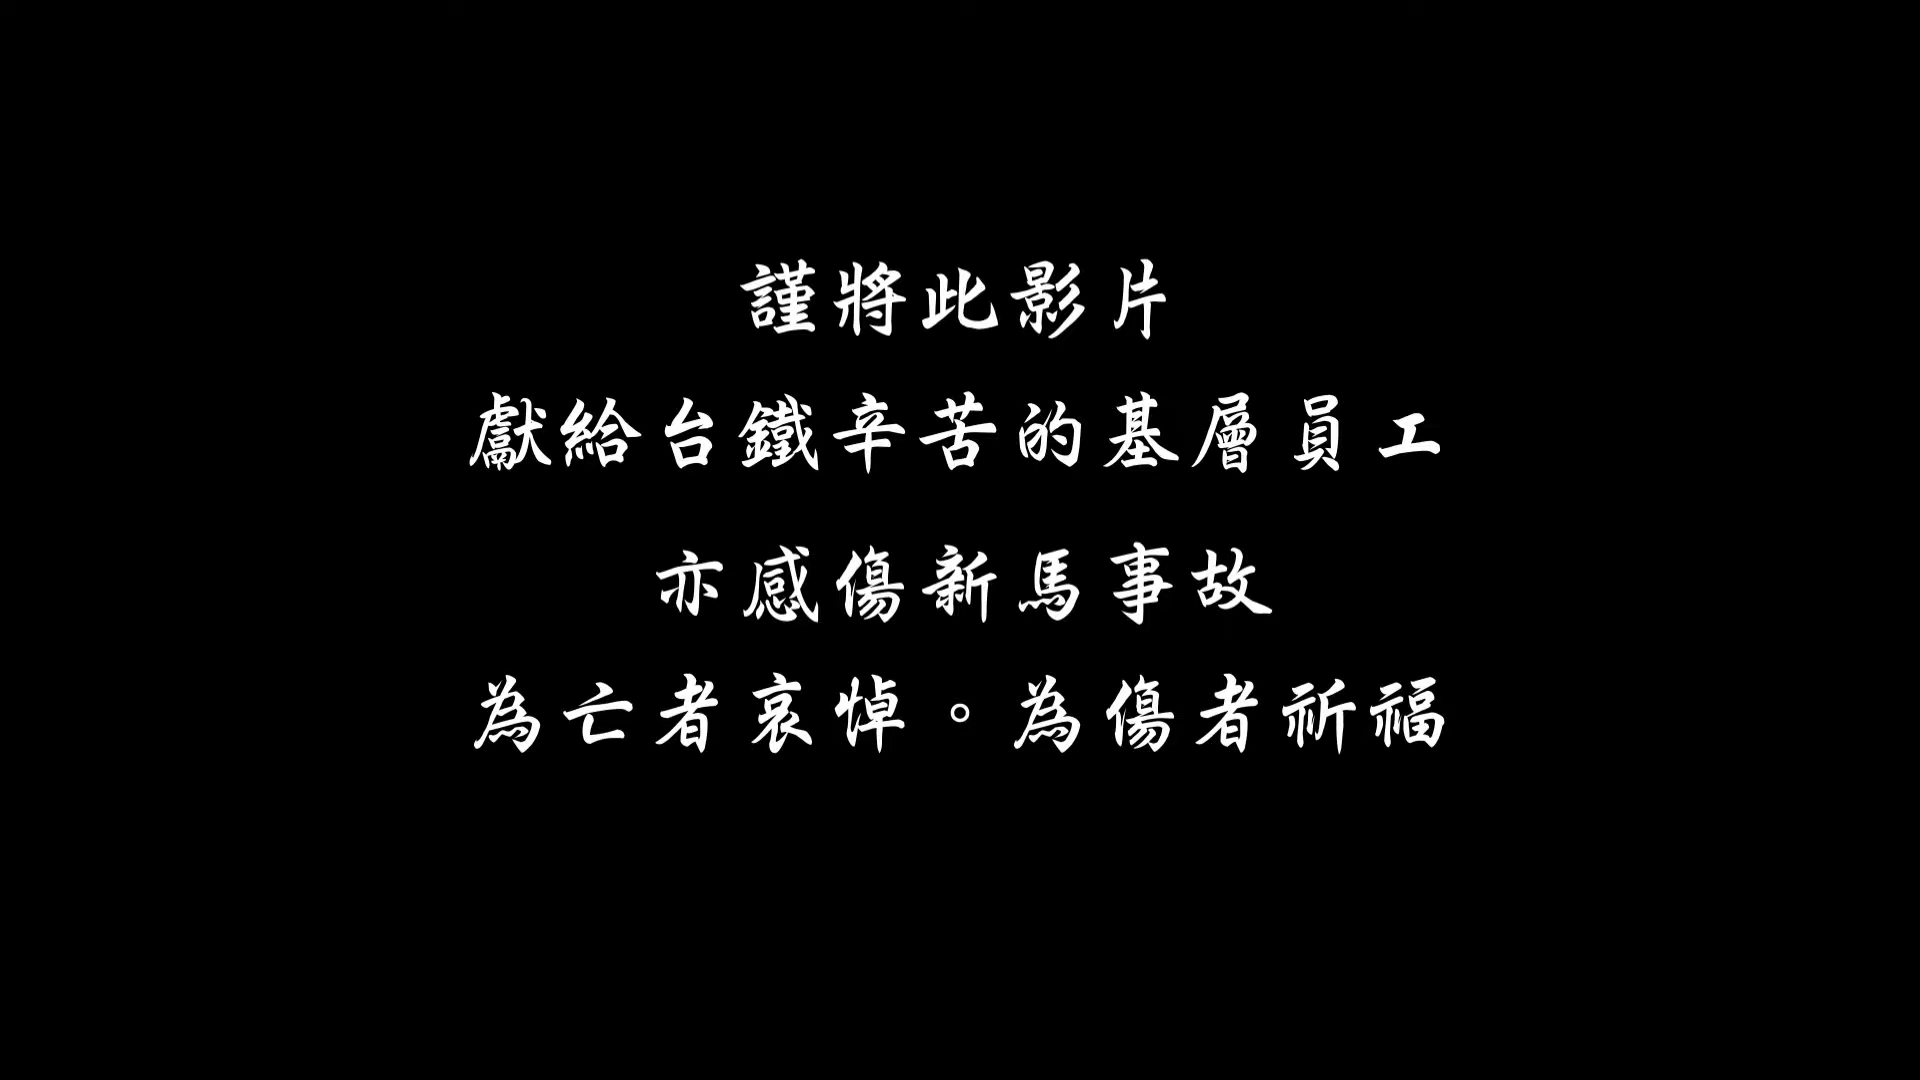 謹將此影片
獻給台鐵辛苦的基層員工
亦感傷新馬事故
為亡者哀悼。為傷者祈福